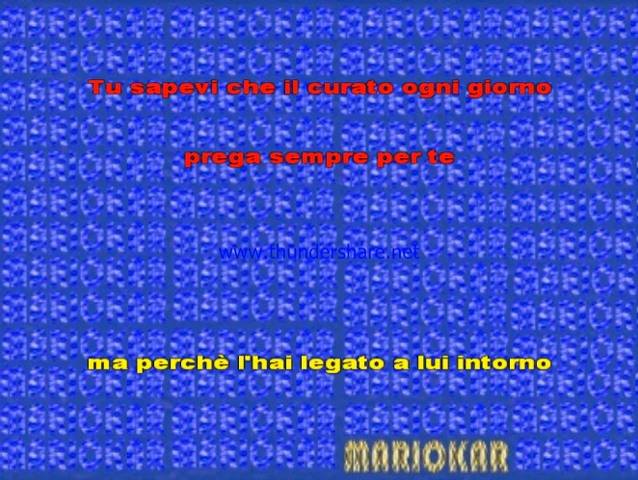 Tu sapevi che il curato ogni giorno
prega sempre per te
www.thundershare.net
ma perchè l'hai legato a lui intorno
MARIOKAR